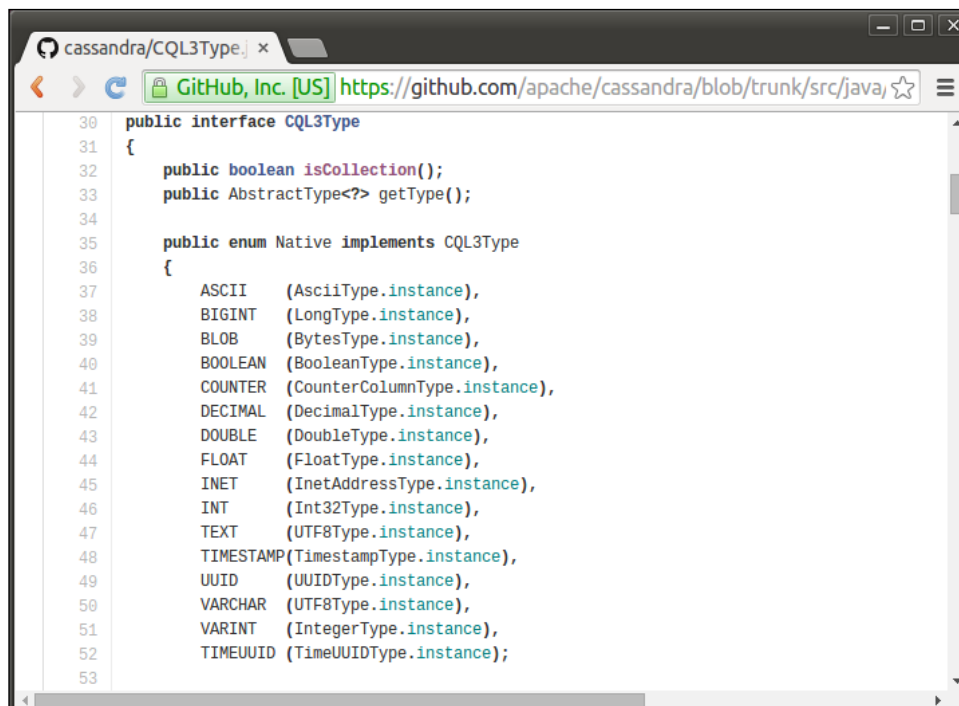 cassandra/CQL3Type.j ×
GitHub, Inc. [US] https://github.com/apache/cassandra/blob/trunk/src/java/
30 public interface CQL3Type
31 {
32     public boolean isCollection();
33     public AbstractType<?> getType();
34
35     public enum Native implements CQL3Type
36     {
37         ASCII    (AsciiType.instance),
38         BIGINT   (LongType.instance),
39         BLOB     (BytesType.instance),
40         BOOLEAN  (BooleanType.instance),
41         COUNTER  (CounterColumnType.instance),
42         DECIMAL  (DecimalType.instance),
43         DOUBLE   (DoubleType.instance),
44         FLOAT    (FloatType.instance),
45         INET     (InetAddressType.instance),
46         INT      (Int32Type.instance),
47         TEXT     (UTF8Type.instance),
48         TIMESTAMP(TimestampType.instance),
49         UUID     (UUIDType.instance),
50         VARCHAR  (UTF8Type.instance),
51         VARINT   (IntegerType.instance),
52         TIMEUUID (TimeUUIDType.instance);
53